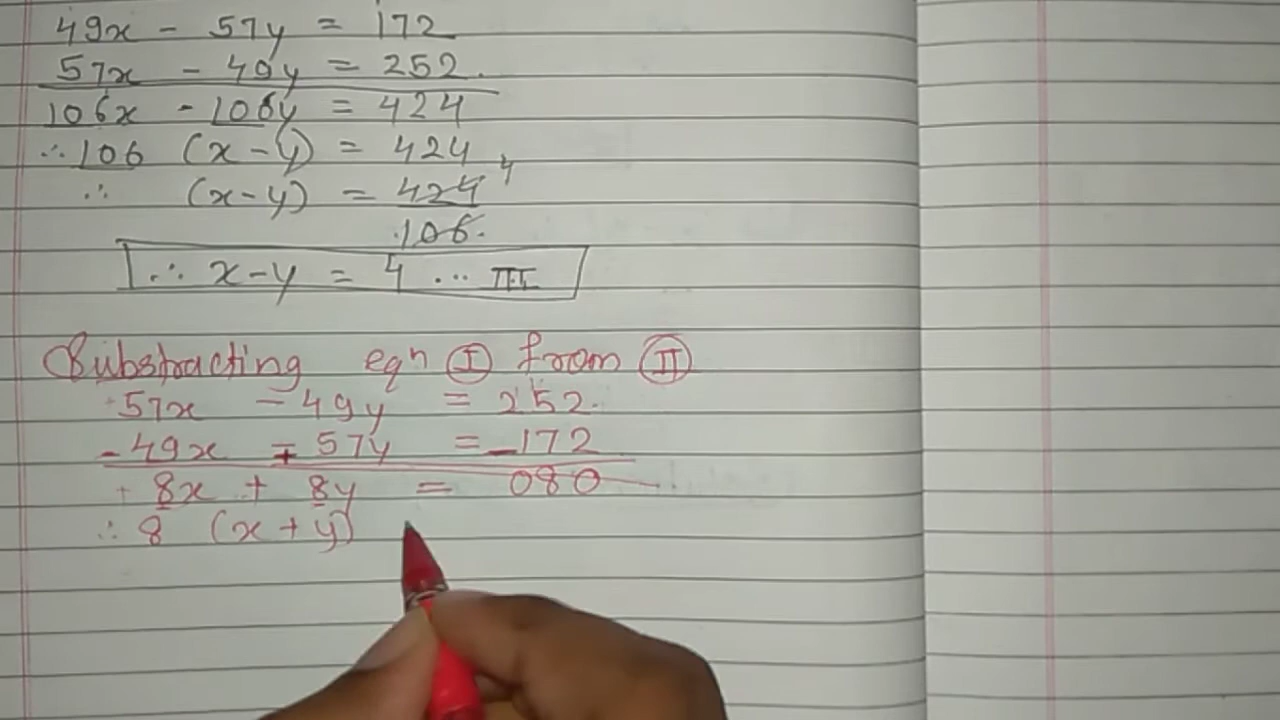 49x - 57y = 172
57x - 49y = 252.
106x - 106y = 424
∴ 106 (x-y) = 424
∴ (x-y) = 424 4
106.
∴ x-y = 4 ... III
Substracting eqn I from II
57x - 49y = 252.
- 49x ∓ 57y = - 172
+ 8x + 8y = 080
∴ 8 (x+y)